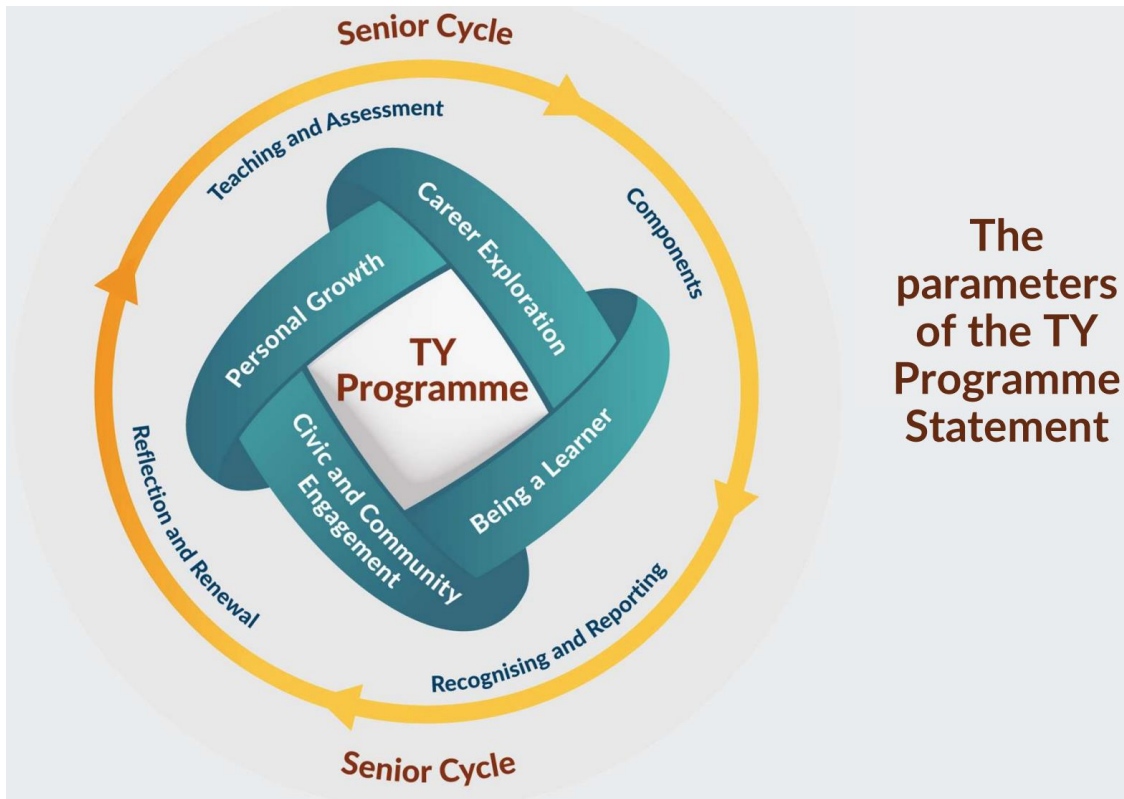 Senior Cycle
Teaching and Assessment
Components
Career Exploration
Personal Growth
TY
Programme
Being a Learner
Civic and Community
Engagement
Reflection and Renewal
Recognising and Reporting
Senior Cycle
The
parameters
of the TY
Programme
Statement